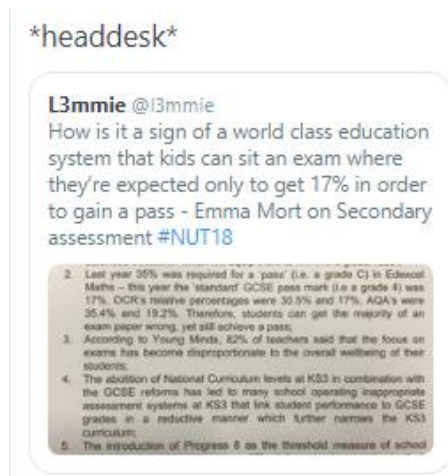 *headdesk*
L3mmie @l3mmie
How is it a sign of a world class education
system that kids can sit an exam where
they're expected only to get 17% in order
to gain a pass - Emma Mort on Secondary
assessment #NUT18
2. Last year 35% was required for a 'pass' (i.e. a grade C) in Edexcel
Maths – this year the 'standard' GCSE pass mark (i.e a grade 4) was
17%. OCR's relative percentages were 30.5% and 17%, AQA's were
35.4% and 19.2%. Therefore, students can get the majority of an
exam paper wrong, yet still achieve a pass;
3. According to Young Minds, 82% of teachers said that the focus on
exams has become disproportionate to the overall wellbeing of their
students;
4. The abolition of National Curriculum levels at KS3 in combination with
the GCSE reforms has led to many school operating inappropriate
assessment systems at KS3 that link student performance to GCSE
grades in a reductive manner which further narrows the KS3
curriculum;
5. The introduction of Progress 8 as the threshold measure of school